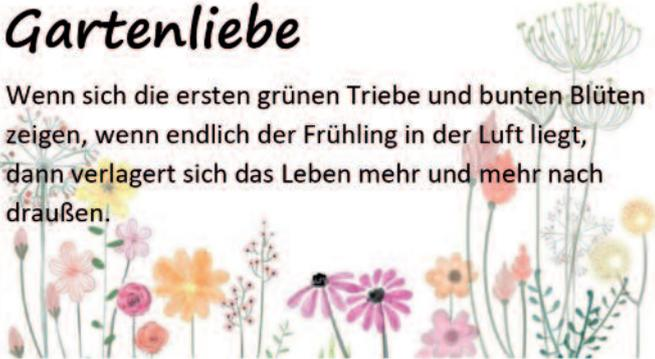 Gartenliebe
Wenn sich die ersten grünen Triebe und bunten Blüten
zeigen, wenn endlich der Frühling in der Luft liegt,
dann verlagert sich das Leben mehr und mehr nach
draußen.